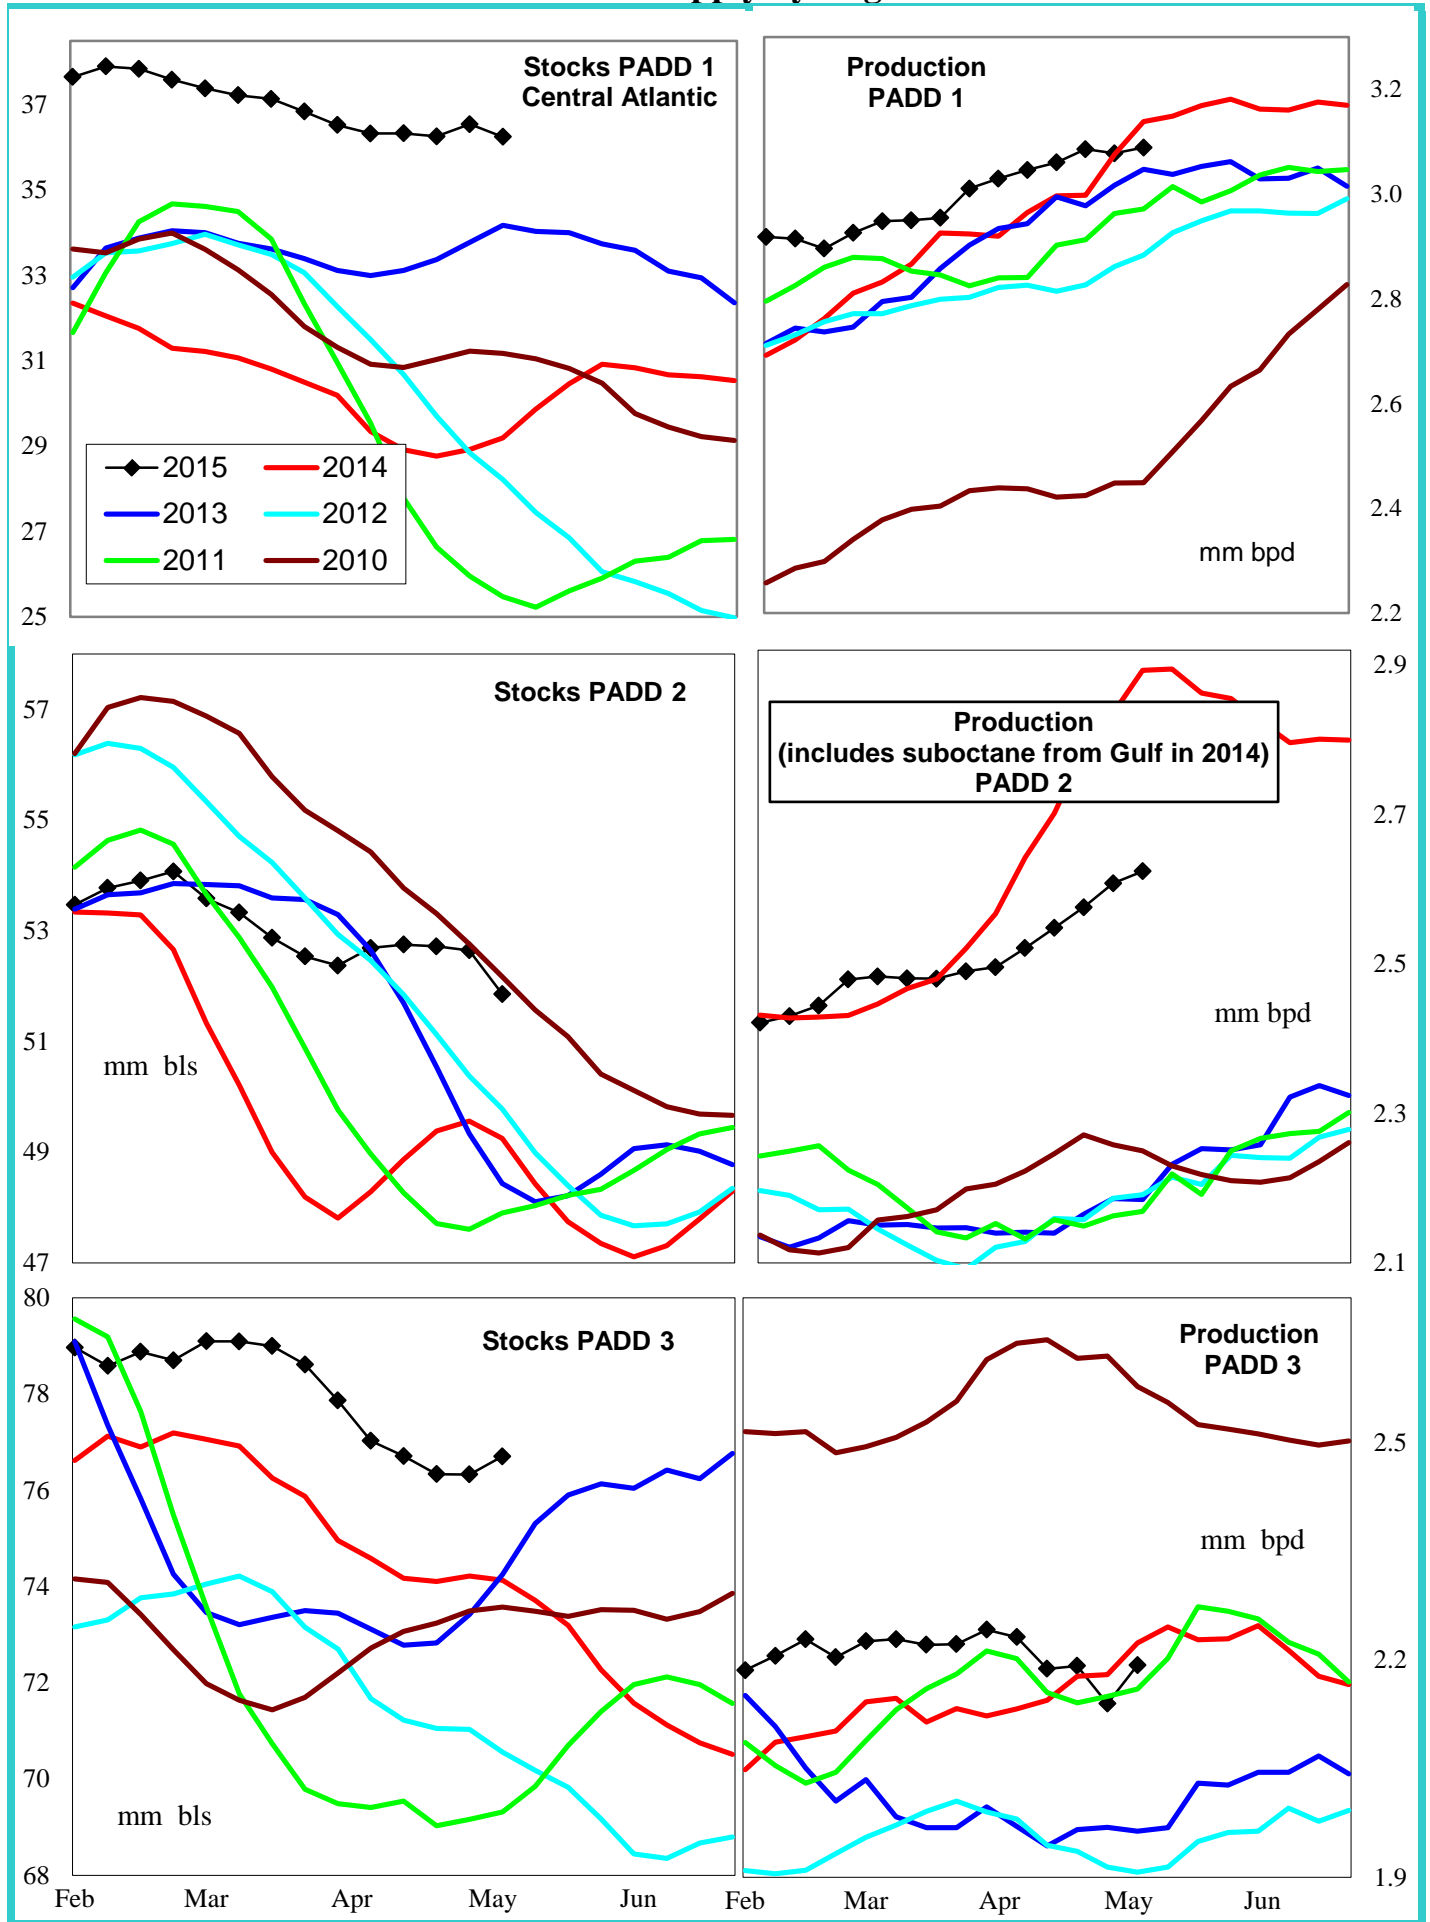 Stocks PADD 1
Central Atlantic
Production
PADD 1
37
35
33
31
29
27
25
2015
2014
2013
2012
2011
2010
3.2
3.0
2.8
2.6
2.4
2.2
mm bpd
Stocks PADD 2
57
55
53
51
49
47
mm bls
Production
(includes suboctane from Gulf in 2014)
PADD 2
2.9
2.7
2.5
2.3
2.1
mm bpd
Stocks PADD 3
80
78
76
74
72
70
68
mm bls
Feb Mar Apr May Jun
Production
PADD 3
2.5
2.2
1.9
mm bpd
Feb Mar Apr May Jun